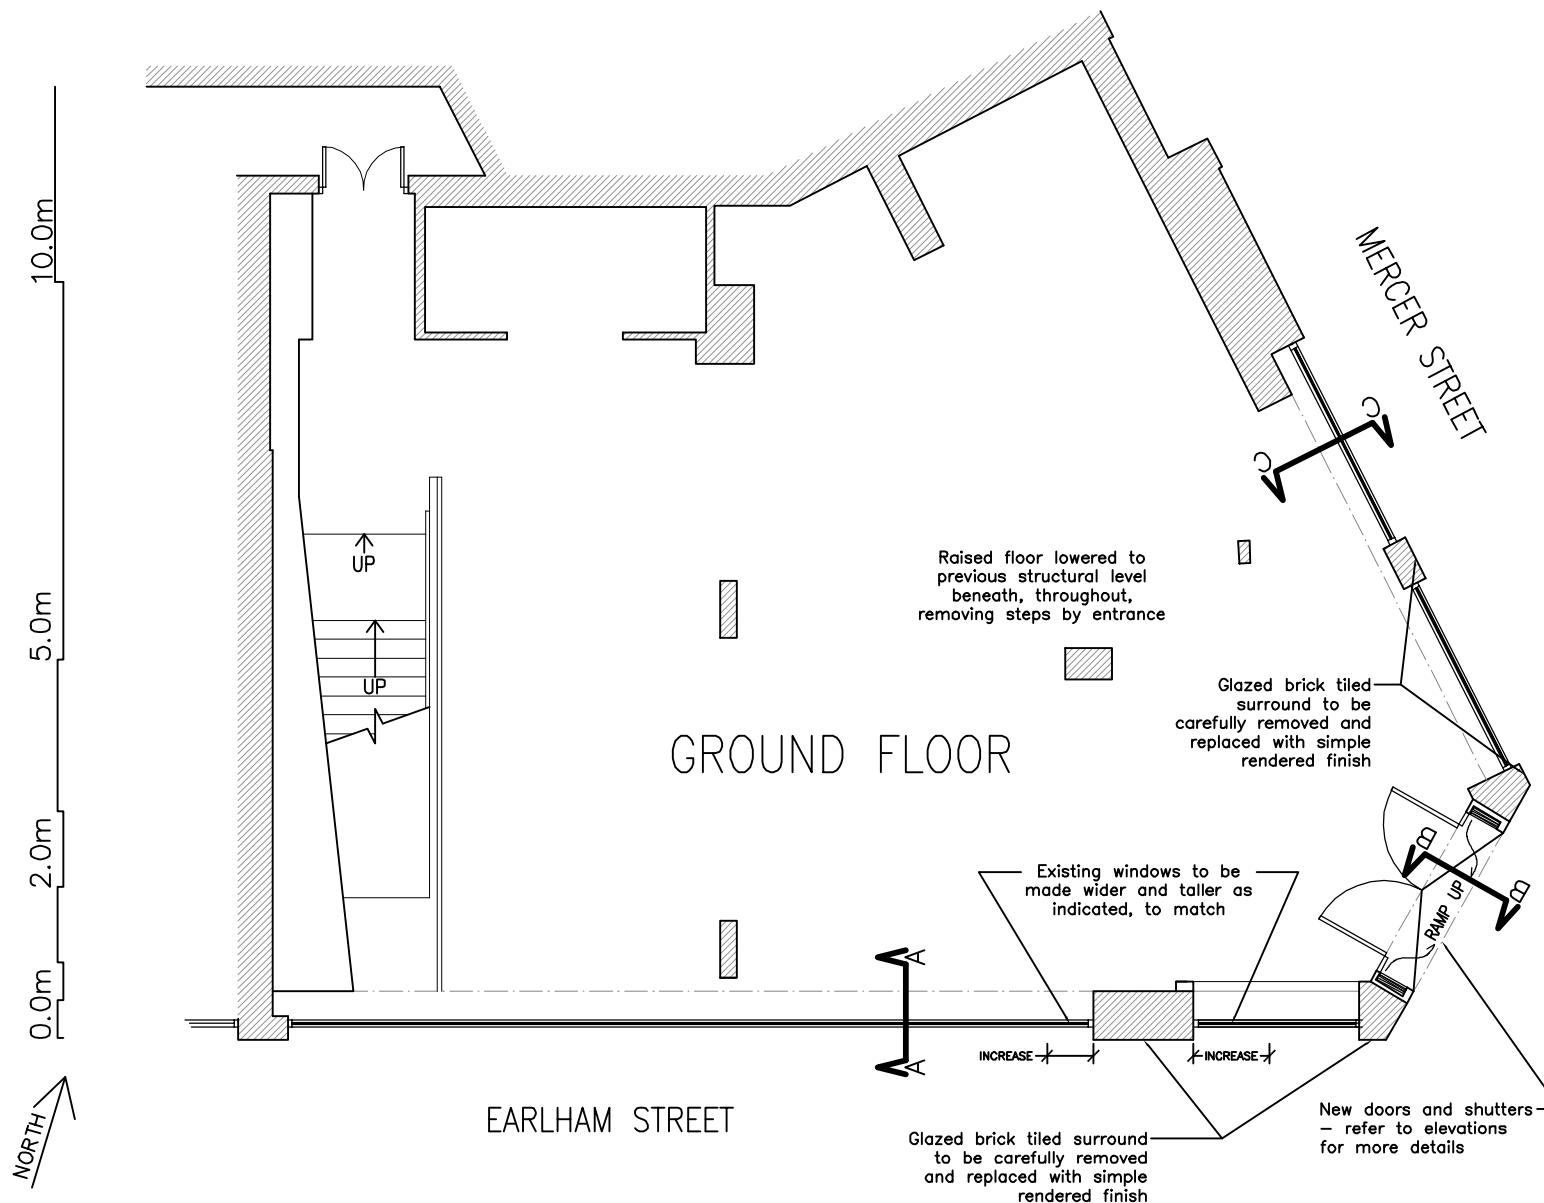 10.0m
5.0m
2.0m
0.0m
NORTH
MERCER STREET
C
C
UP
UP
Raised floor lowered to
previous structural level
beneath, throughout,
removing steps by entrance
GROUND FLOOR
Glazed brick tiled
surround to be
carefully removed and
replaced with simple
rendered finish
B
B
RAMP UP
Existing windows to be
made wider and taller as
indicated, to match
A
A
INCREASE
INCREASE
EARLHAM STREET
Glazed brick tiled surround
to be carefully removed
and replaced with simple
rendered finish
New doors and shutters
– refer to elevations
for more details